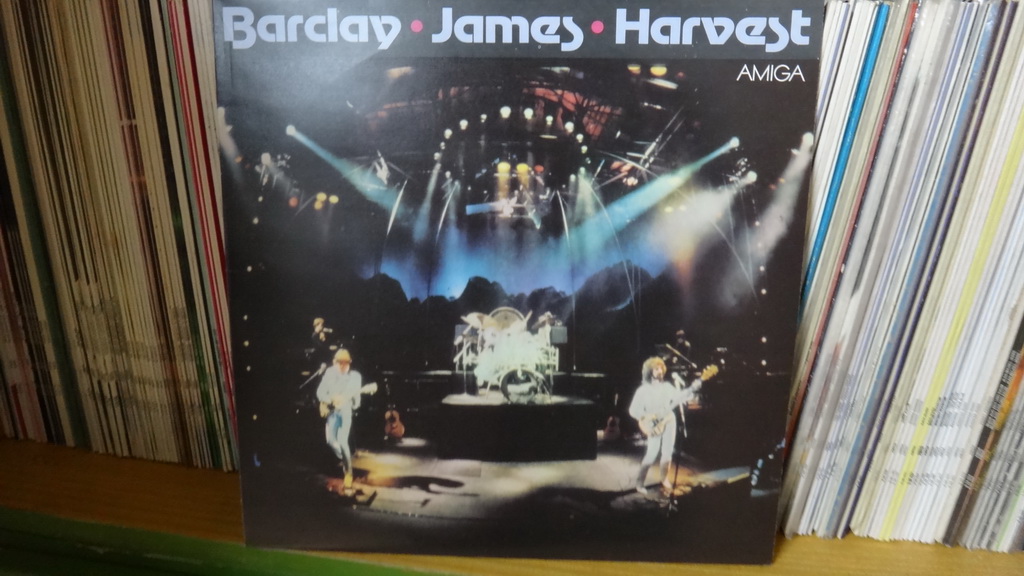 Barclay • James • Harvest
AMIGA